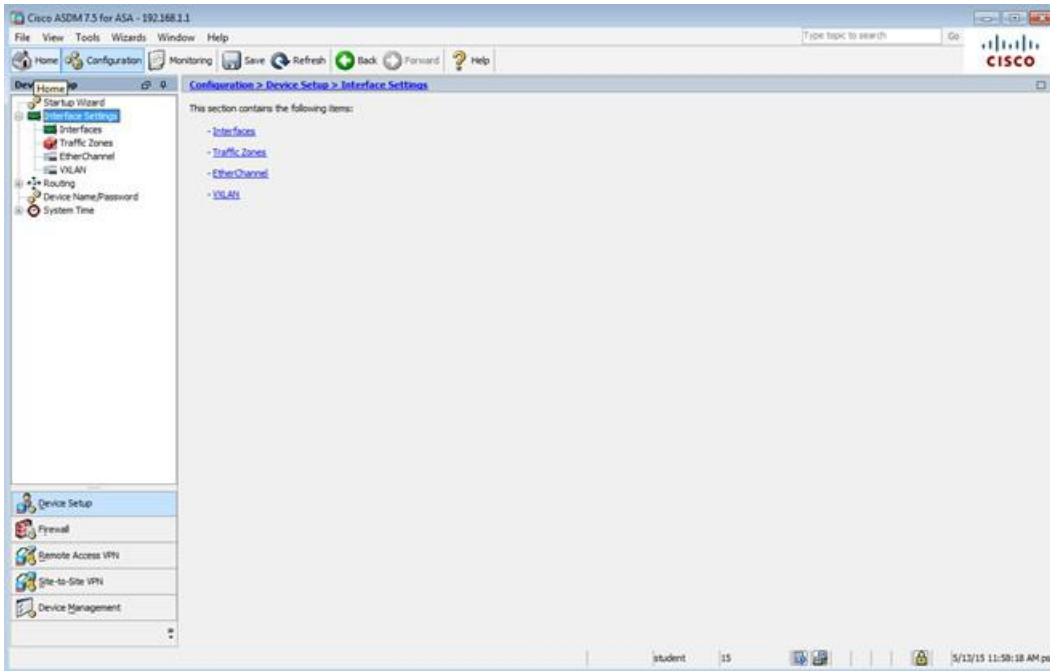 Cisco ASDM 7.5 for ASA - 192.168.1.1
File View Tools Wizards Window Help
Type topic to search Go
CISCO
Home Configuration Monitoring Save Refresh Back Forward Help
Home
Configuration > Device Setup > Interface Settings
Startup Wizard
Interface Settings
Interfaces
Traffic Zones
EtherChannel
VXLAN
Routing
Device Name/Password
System Time
This section contains the following items:
- Interfaces
- Traffic Zones
- EtherChannel
- VXLAN
Device Setup
Firewall
Remote Access VPN
Site-to-Site VPN
Device Management
student 15 5/13/15 11:58:18 AM